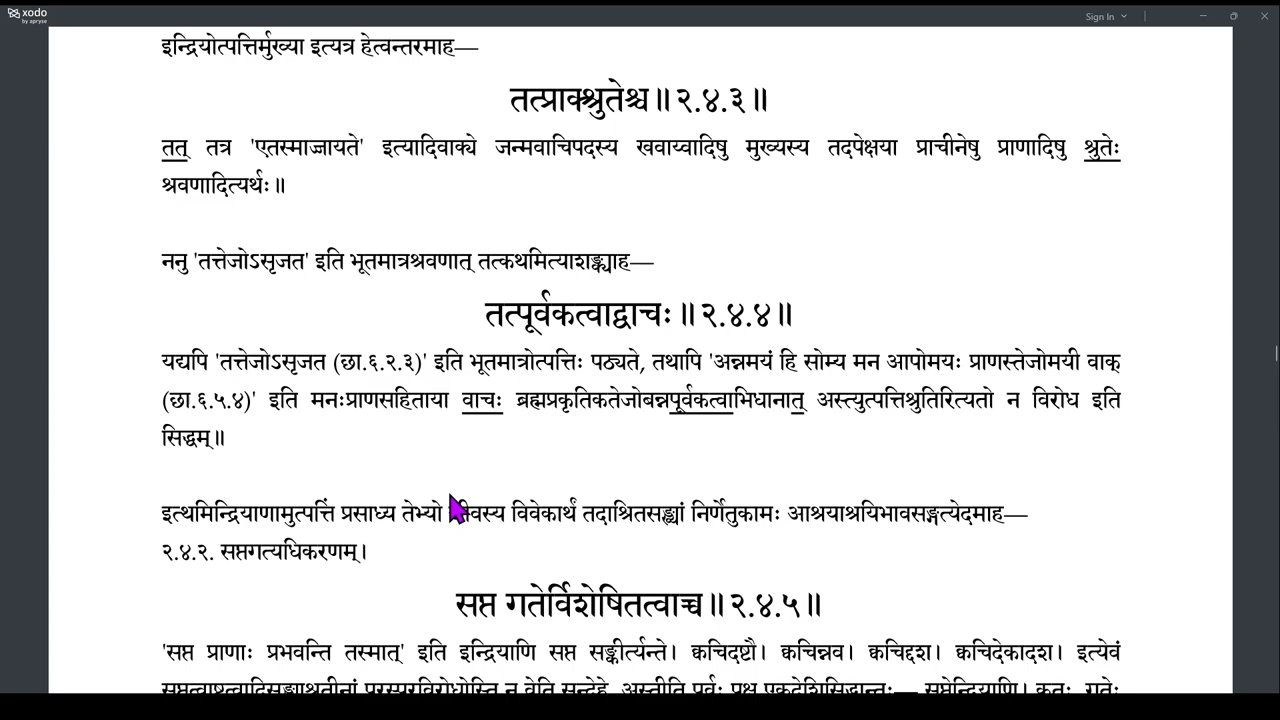 xodo
by apryse
Sign In
इन्द्रियोत्पत्तिर्मुख्या इत्यत्र हेत्वन्तरमाह—
तत्प्राक्श्रुतेश्च॥२.४.३॥
तत् तत्र 'एतस्माज्जायते' इत्यादिवाक्ये जन्मवाचिपदस्य खवाय्वादिषु मुख्यस्य तदपेक्षया प्राचीनेषु प्राणादिषु श्रुतेः
श्रवणादित्यर्थः॥
ननु 'तत्तेजोऽसृजत' इति भूतमात्रश्रवणात् तत्कथमित्याशङ्क्याह—
तत्पूर्वकत्वाद्वाचः॥२.४.४॥
यद्यपि 'तत्तेजोऽसृजत (छा.६.२.३)' इति भूतमात्रोत्पत्तिः पठ्यते, तथापि 'अन्नमयं हि सोम्य मन आपोमयः प्राणस्तेजोमयी वाक्
(छा.६.५.४)' इति मनःप्राणसहिताया वाचः ब्रह्मप्रकृतिकतेजोबन्नपूर्वकत्वाभिधानात् अस्त्युत्पत्तिश्रुतिरित्यतो न विरोध इति
सिद्धम्॥
इत्थमिन्द्रियाणामुत्पत्तिं प्रसाध्य तेभ्यो विवेकार्थं तदाश्रितसङ्ख्यां निर्णेतुकामः आश्रयाश्रयिभावसङ्गत्येदमाह—
२.४.२. सप्तगत्यधिकरणम्।
सप्त गतेर्विशेषितत्वाच्च॥२.४.५॥
'सप्त प्राणाः प्रभवन्ति तस्मात्' इति इन्द्रियाणि सप्त सङ्कीर्त्यन्ते। क्वचिदष्टौ। क्वचिन्नव। क्वचिद्दश। क्वचिदेकादश। इत्येवं